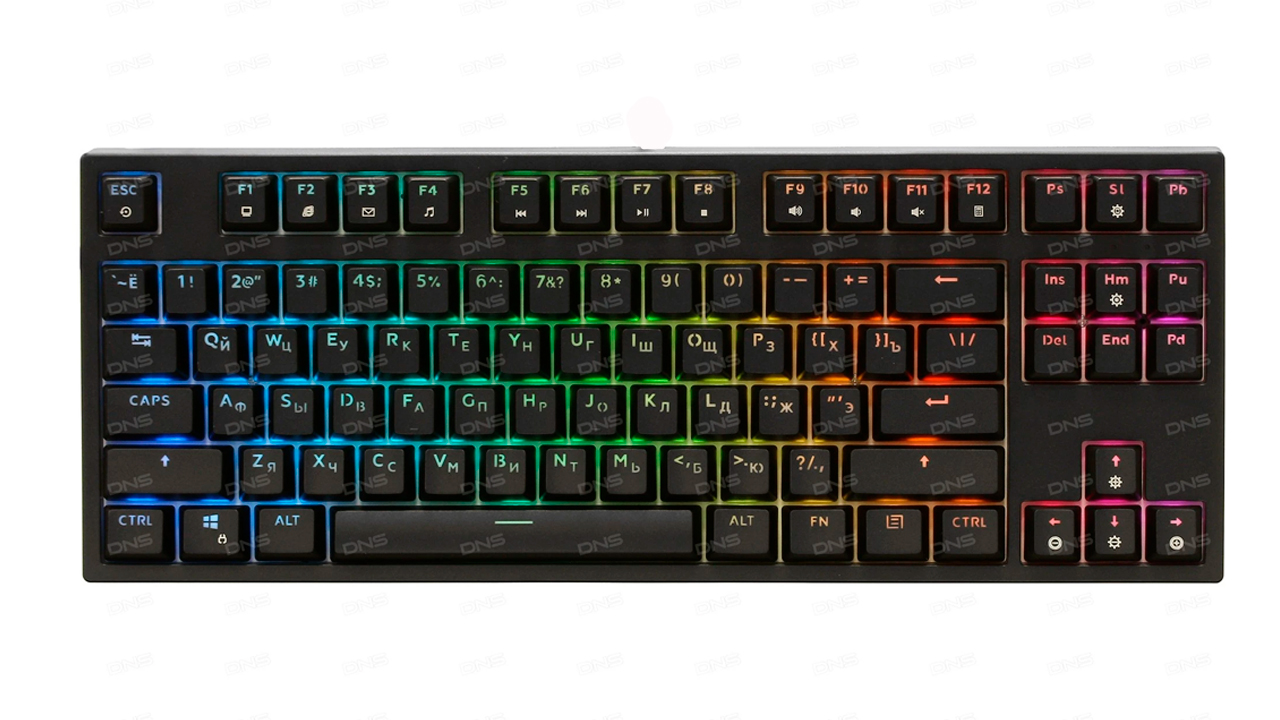 ESC F1 F2 F3 F4 F5 F6 F7 F8 F9 F10 F11 F12 Ps Sl Pb
`~Ё 1! 2@" 3# 4$; 5% 6^: 7&? 8* 9( 0) -— += ← Ins Hm Pu
QЙ WЦ EУ RК TЕ YН UГ IШ OЩ PЗ {[Х }]Ъ \|/ Del End Pd
CAPS AФ SЫ DВ FА GП HР JО KЛ LД :;Ж "'Э
↑ ZЯ XЧ CС VМ BИ NТ MЬ <,Б >.Ю ?/., ↑ ↑
CTRL ALT — ALT FN CTRL ← ↓ →
DNS